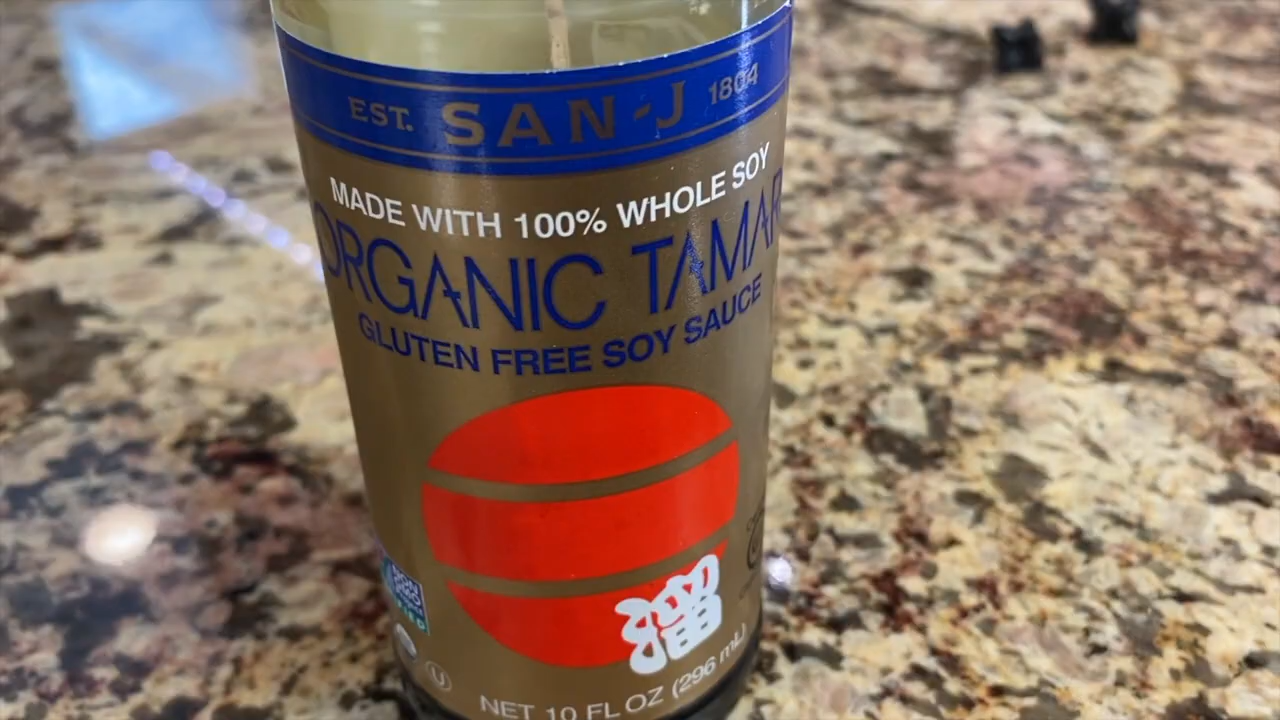 EST. SAN-J 1804
MADE WITH 100% WHOLE SOY
ORGANIC TAMAR
GLUTEN FREE SOY SAUCE
溜
U
NET 10 FL OZ (296 mL)